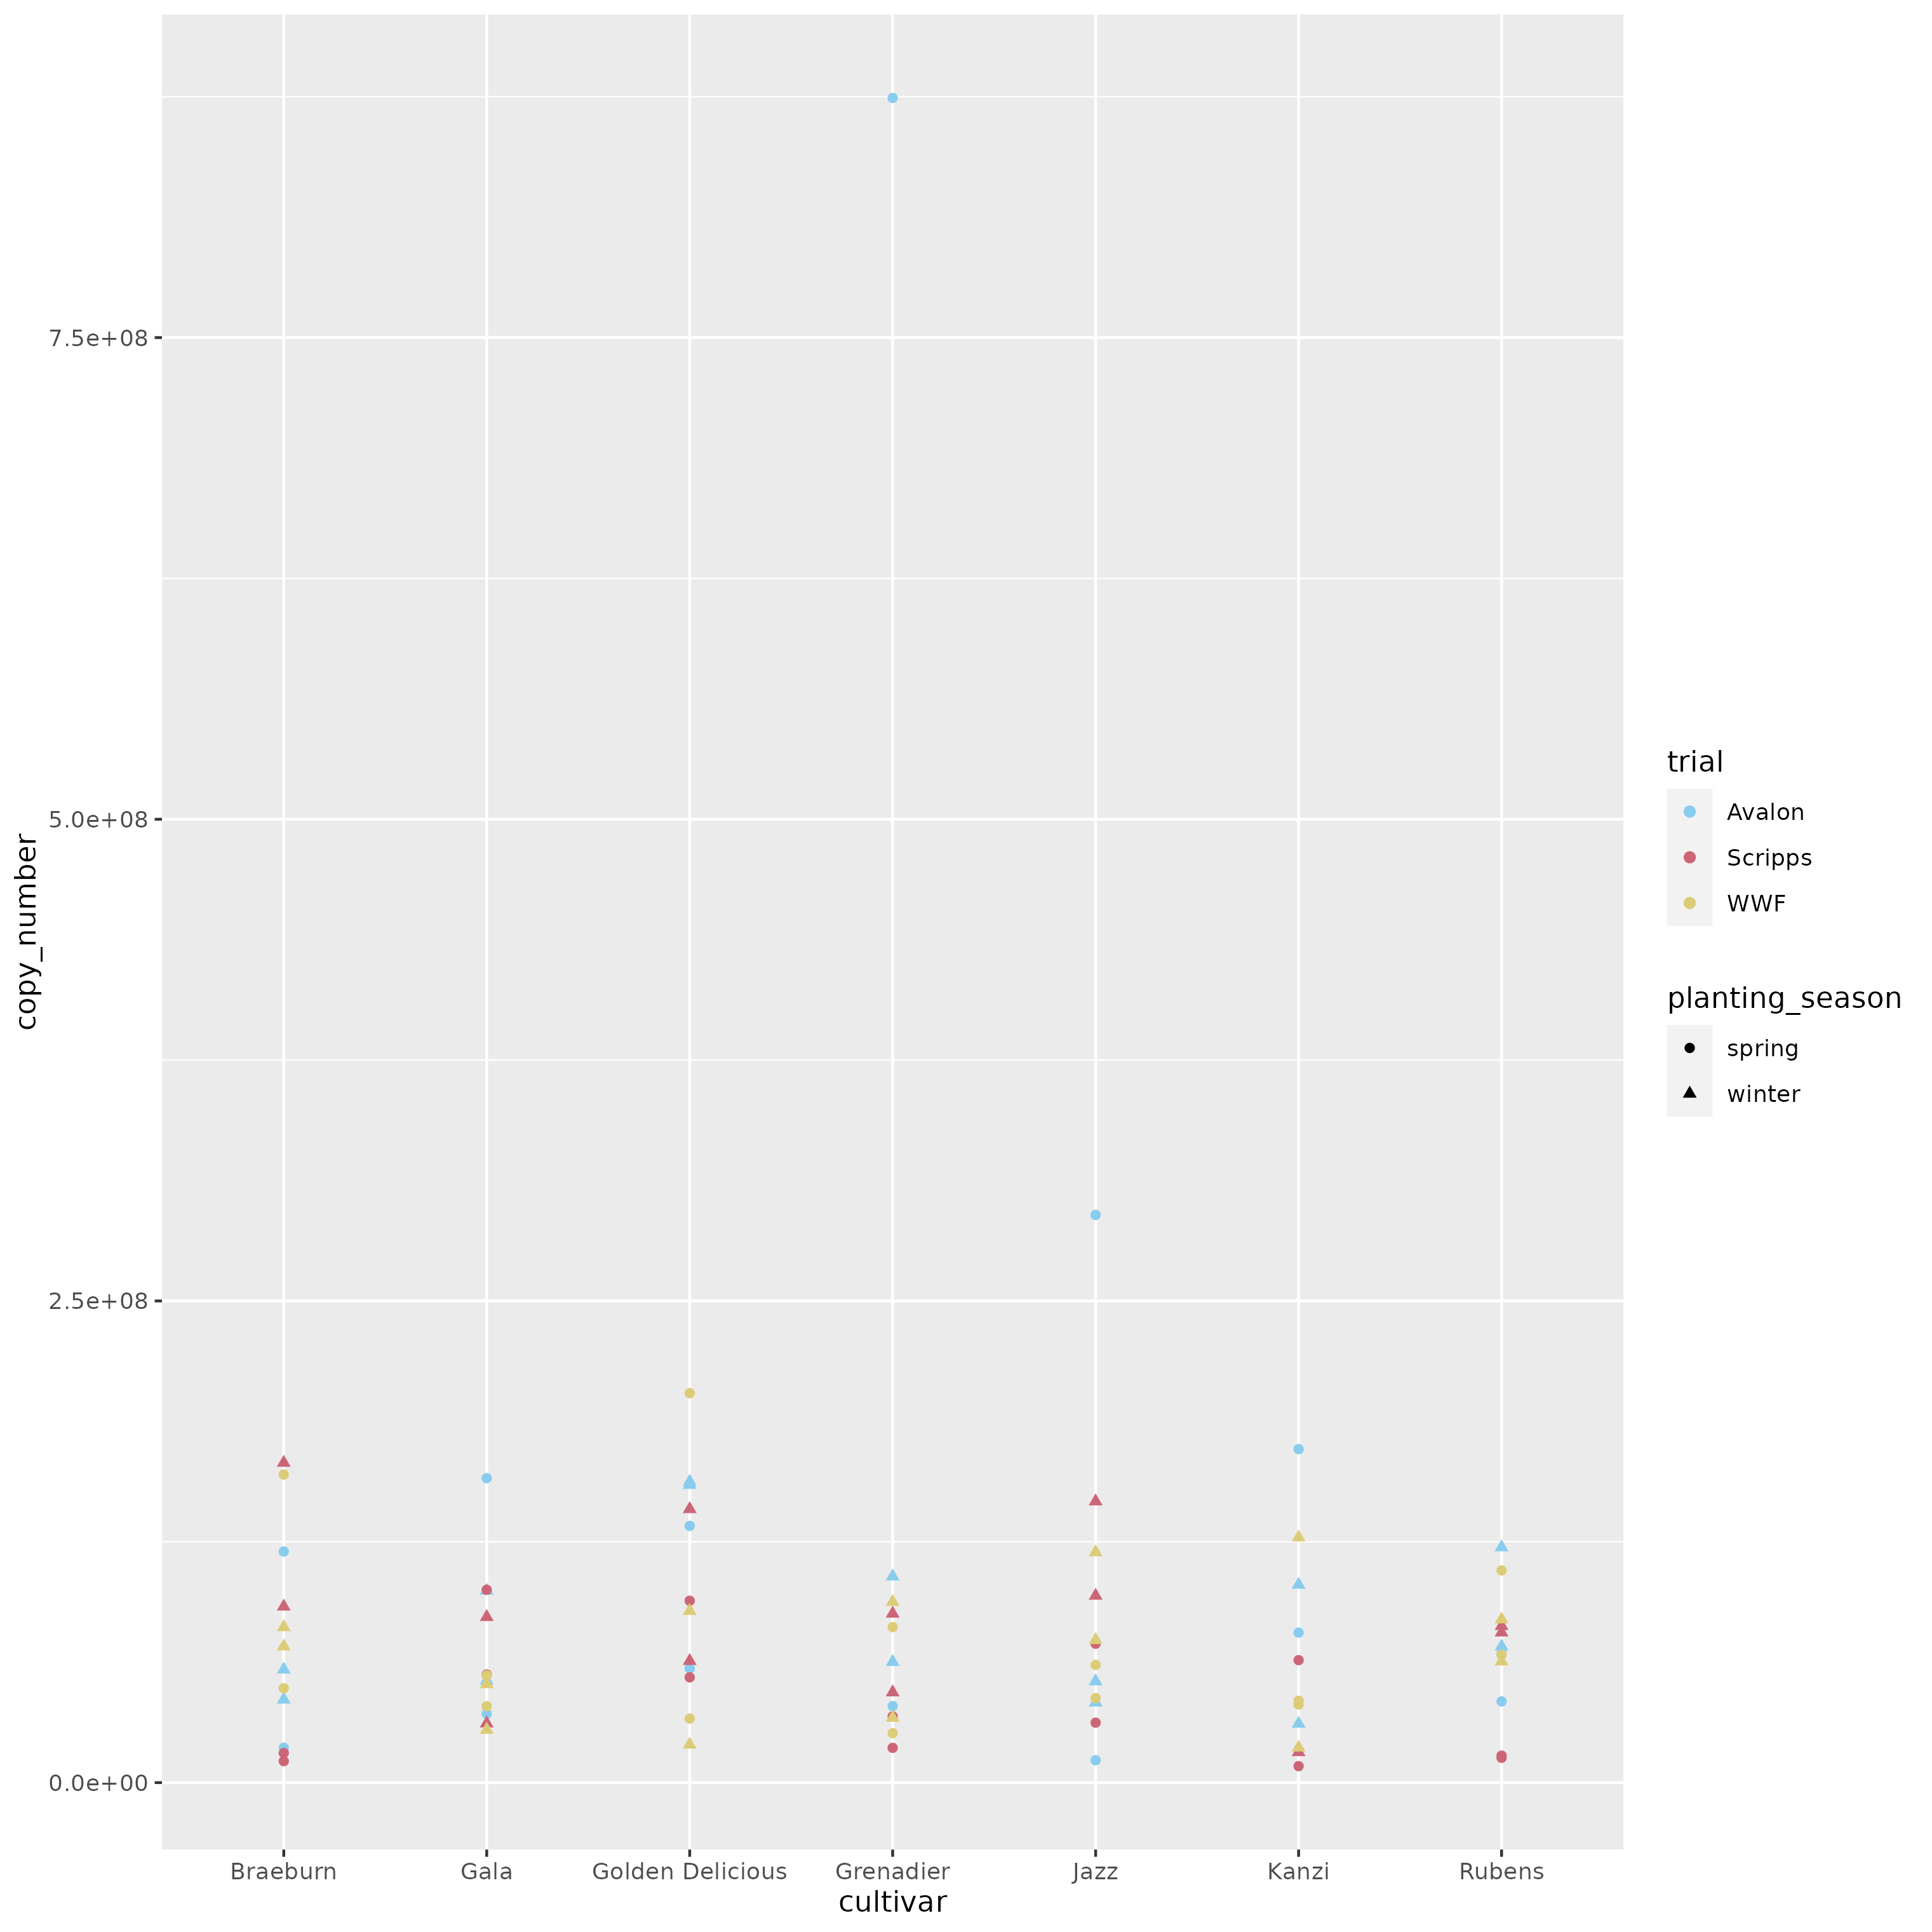 copy_number
7.5e+08
5.0e+08
2.5e+08
0.0e+00
Braeburn Gala Golden Delicious Grenadier Jazz Kanzi Rubens
cultivar
trial
Avalon
Scripps
WWF
planting_season
spring
winter